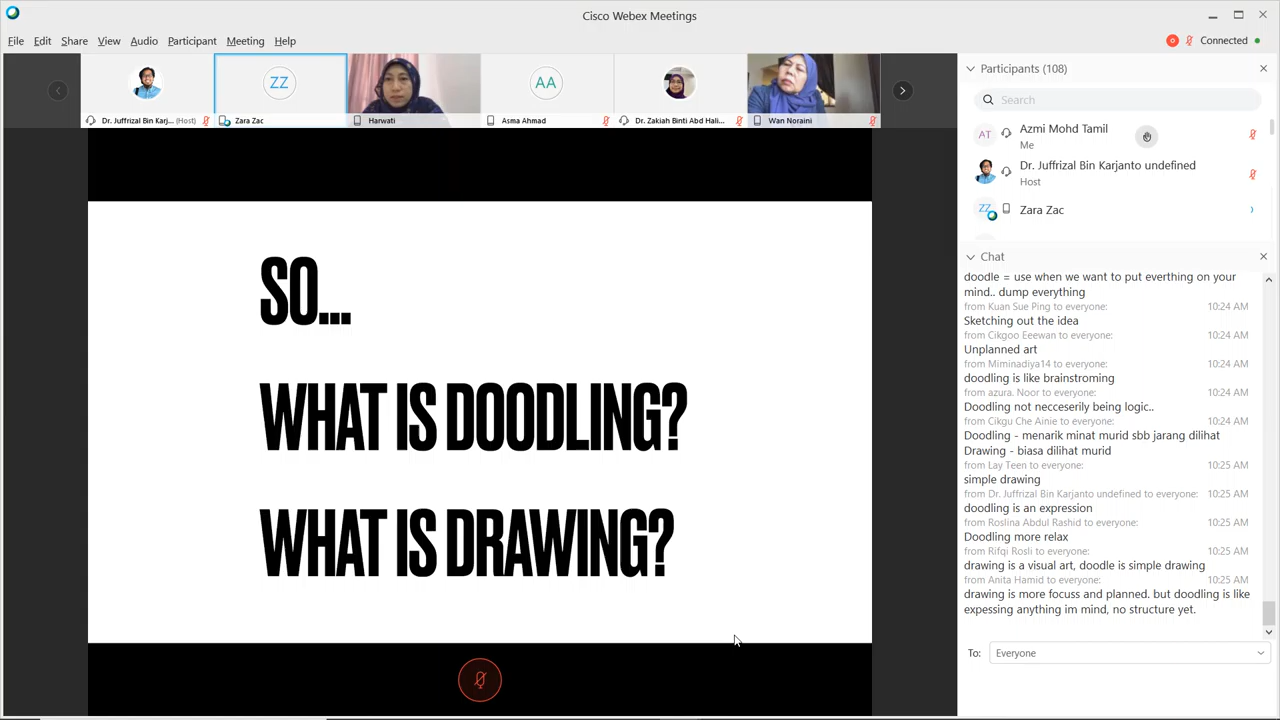 Cisco Webex Meetings
File Edit Share View Audio Participant Meeting Help
Connected
ZZ
AA
Dr. Juffrizal Bin Karj... (Host)
Zara Zac
Harwati
Asma Ahmad
Dr. Zakiah Binti Abd Hali...
Wan Noraini
SO...
WHAT IS DOODLING?
WHAT IS DRAWING?
Participants (108)
Search
AT
Azmi Mohd Tamil
Me
Dr. Juffrizal Bin Karjanto undefined
Host
ZZ
Zara Zac
Chat
doodle = use when we want to put everthing on your
mind.. dump everything
from Kuan Sue Ping to everyone: 10:24 AM
Sketching out the idea
from Cikgoo Eeewan to everyone: 10:24 AM
Unplanned art
from Miminadiya14 to everyone: 10:24 AM
doodling is like brainstroming
from azura. Noor to everyone: 10:24 AM
Doodling not necceserily being logic..
from Cikgu Che Ainie to everyone: 10:24 AM
Doodling - menarik minat murid sbb jarang dilihat
Drawing - biasa dilihat murid
from Lay Teen to everyone: 10:25 AM
simple drawing
from Dr. Juffrizal Bin Karjanto undefined to everyone: 10:25 AM
doodling is an expression
from Roslina Abdul Rashid to everyone: 10:25 AM
Doodling more relax
from Rifqi Rosli to everyone: 10:25 AM
drawing is a visual art, doodle is simple drawing
from Anita Hamid to everyone: 10:25 AM
drawing is more focuss and planned. but doodling is like
expessing anything im mind, no structure yet.
To: Everyone